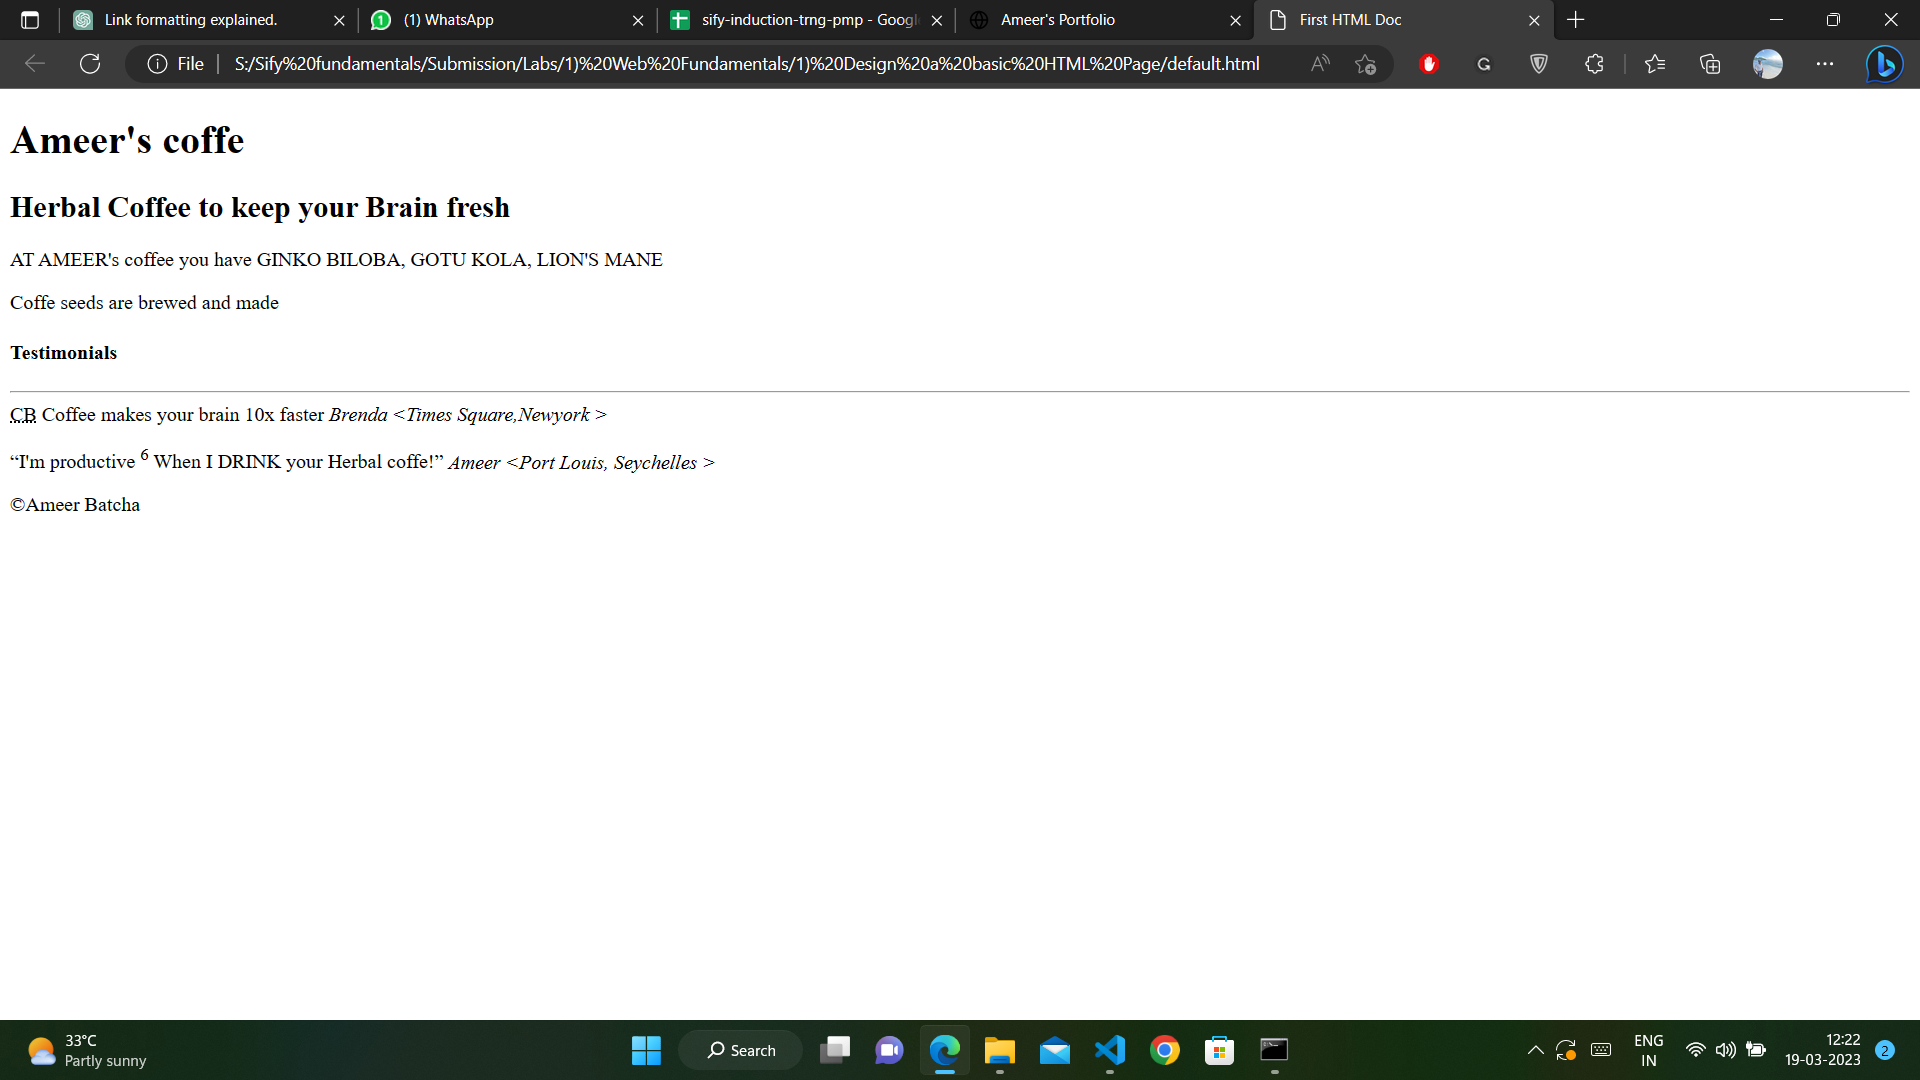 Link formatting explained.
(1) WhatsApp
sify-induction-trng-pmp - Googl
Ameer's Portfolio
First HTML Doc
File
S:/Sify%20fundamentals/Submission/Labs/1)%20Web%20Fundamentals/1)%20Design%20a%20basic%20HTML%20Page/default.html
Ameer's coffe
Herbal Coffee to keep your Brain fresh
AT AMEER's coffee you have GINKO BILOBA, GOTU KOLA, LION'S MANE
Coffe seeds are brewed and made
Testimonials
CB Coffee makes your brain 10x faster Brenda <Times Square,Newyork >
“I'm productive 6 When I DRINK your Herbal coffe!” Ameer <Port Louis, Seychelles >
©Ameer Batcha
33°C
Partly sunny
Search
ENG
IN
12:22
19-03-2023
2